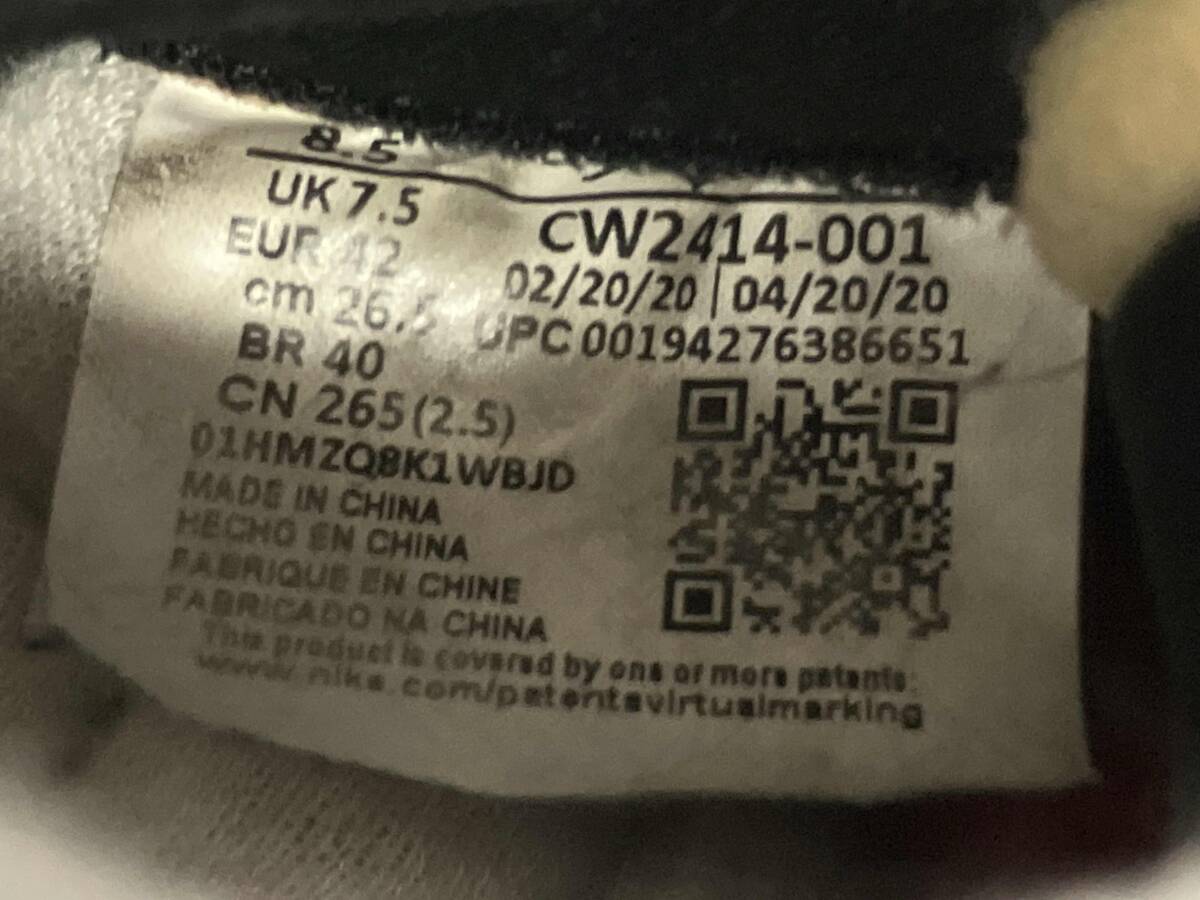 8.5
UK 7.5
EUR 42
cm 26.5
BR 40
CN 265 (2.5)
01HMZQ8K1WBJD
CW2414-001
02/20/20 | 04/20/20
UPC 00194276386651
MADE IN CHINA
HECHO EN CHINA
FABRIQUE EN CHINE
FABRICADO NA CHINA
This product is covered by one or more patents:
www.nike.com/patentsvirtualmarking